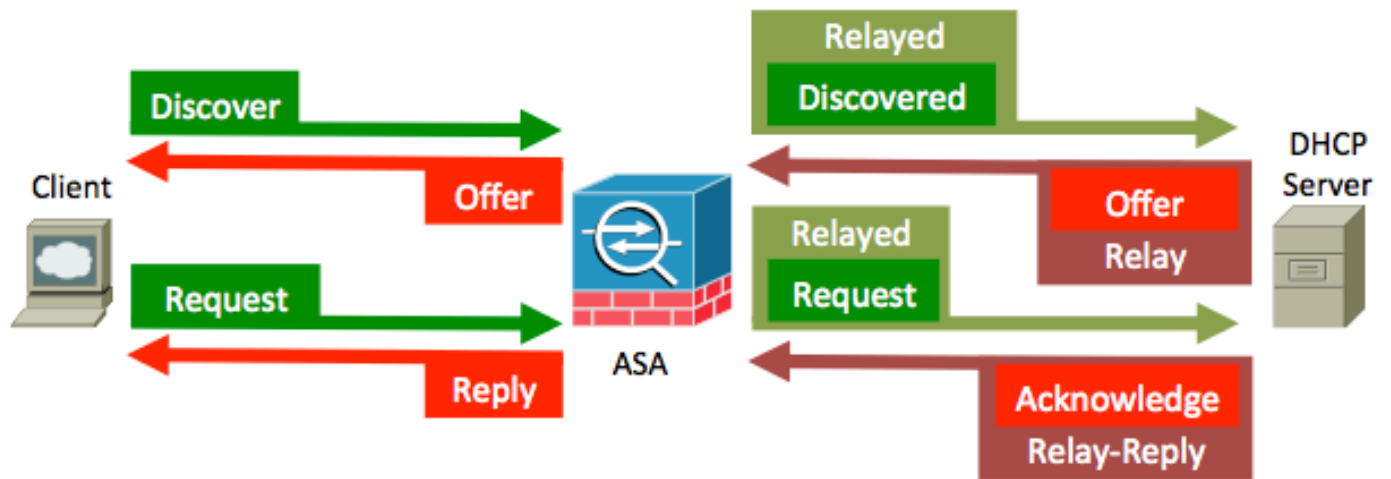 Relayed
Discover
Discovered
Client
Offer
DHCP
Server
Offer
Relay
Relayed
Request
Request
ASA
Reply
Acknowledge
Relay-Reply